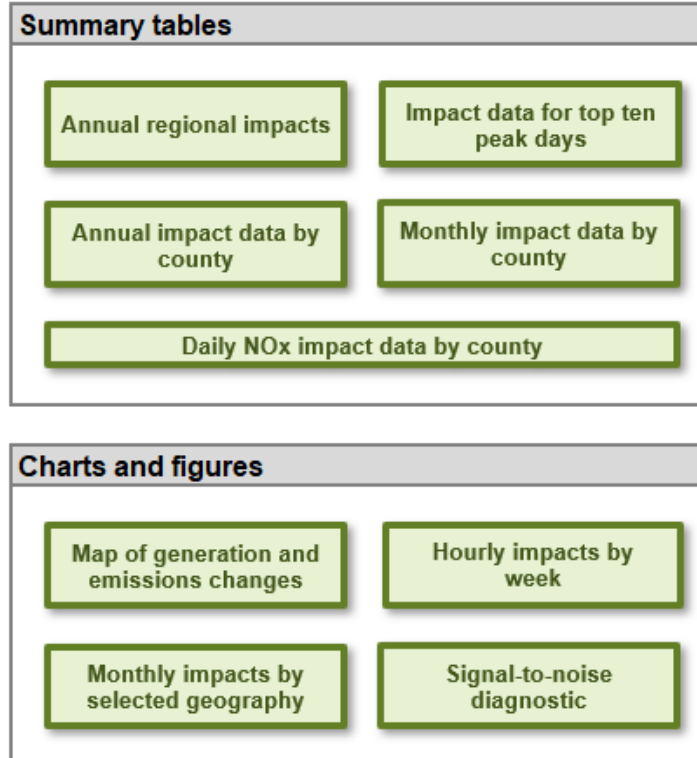 Summary tables
Annual regional impacts
Impact data for top ten
peak days
Annual impact data by
county
Monthly impact data by
county
Daily NOx impact data by county
Charts and figures
Map of generation and
emissions changes
Hourly impacts by
week
Monthly impacts by
selected geography
Signal-to-noise
diagnostic